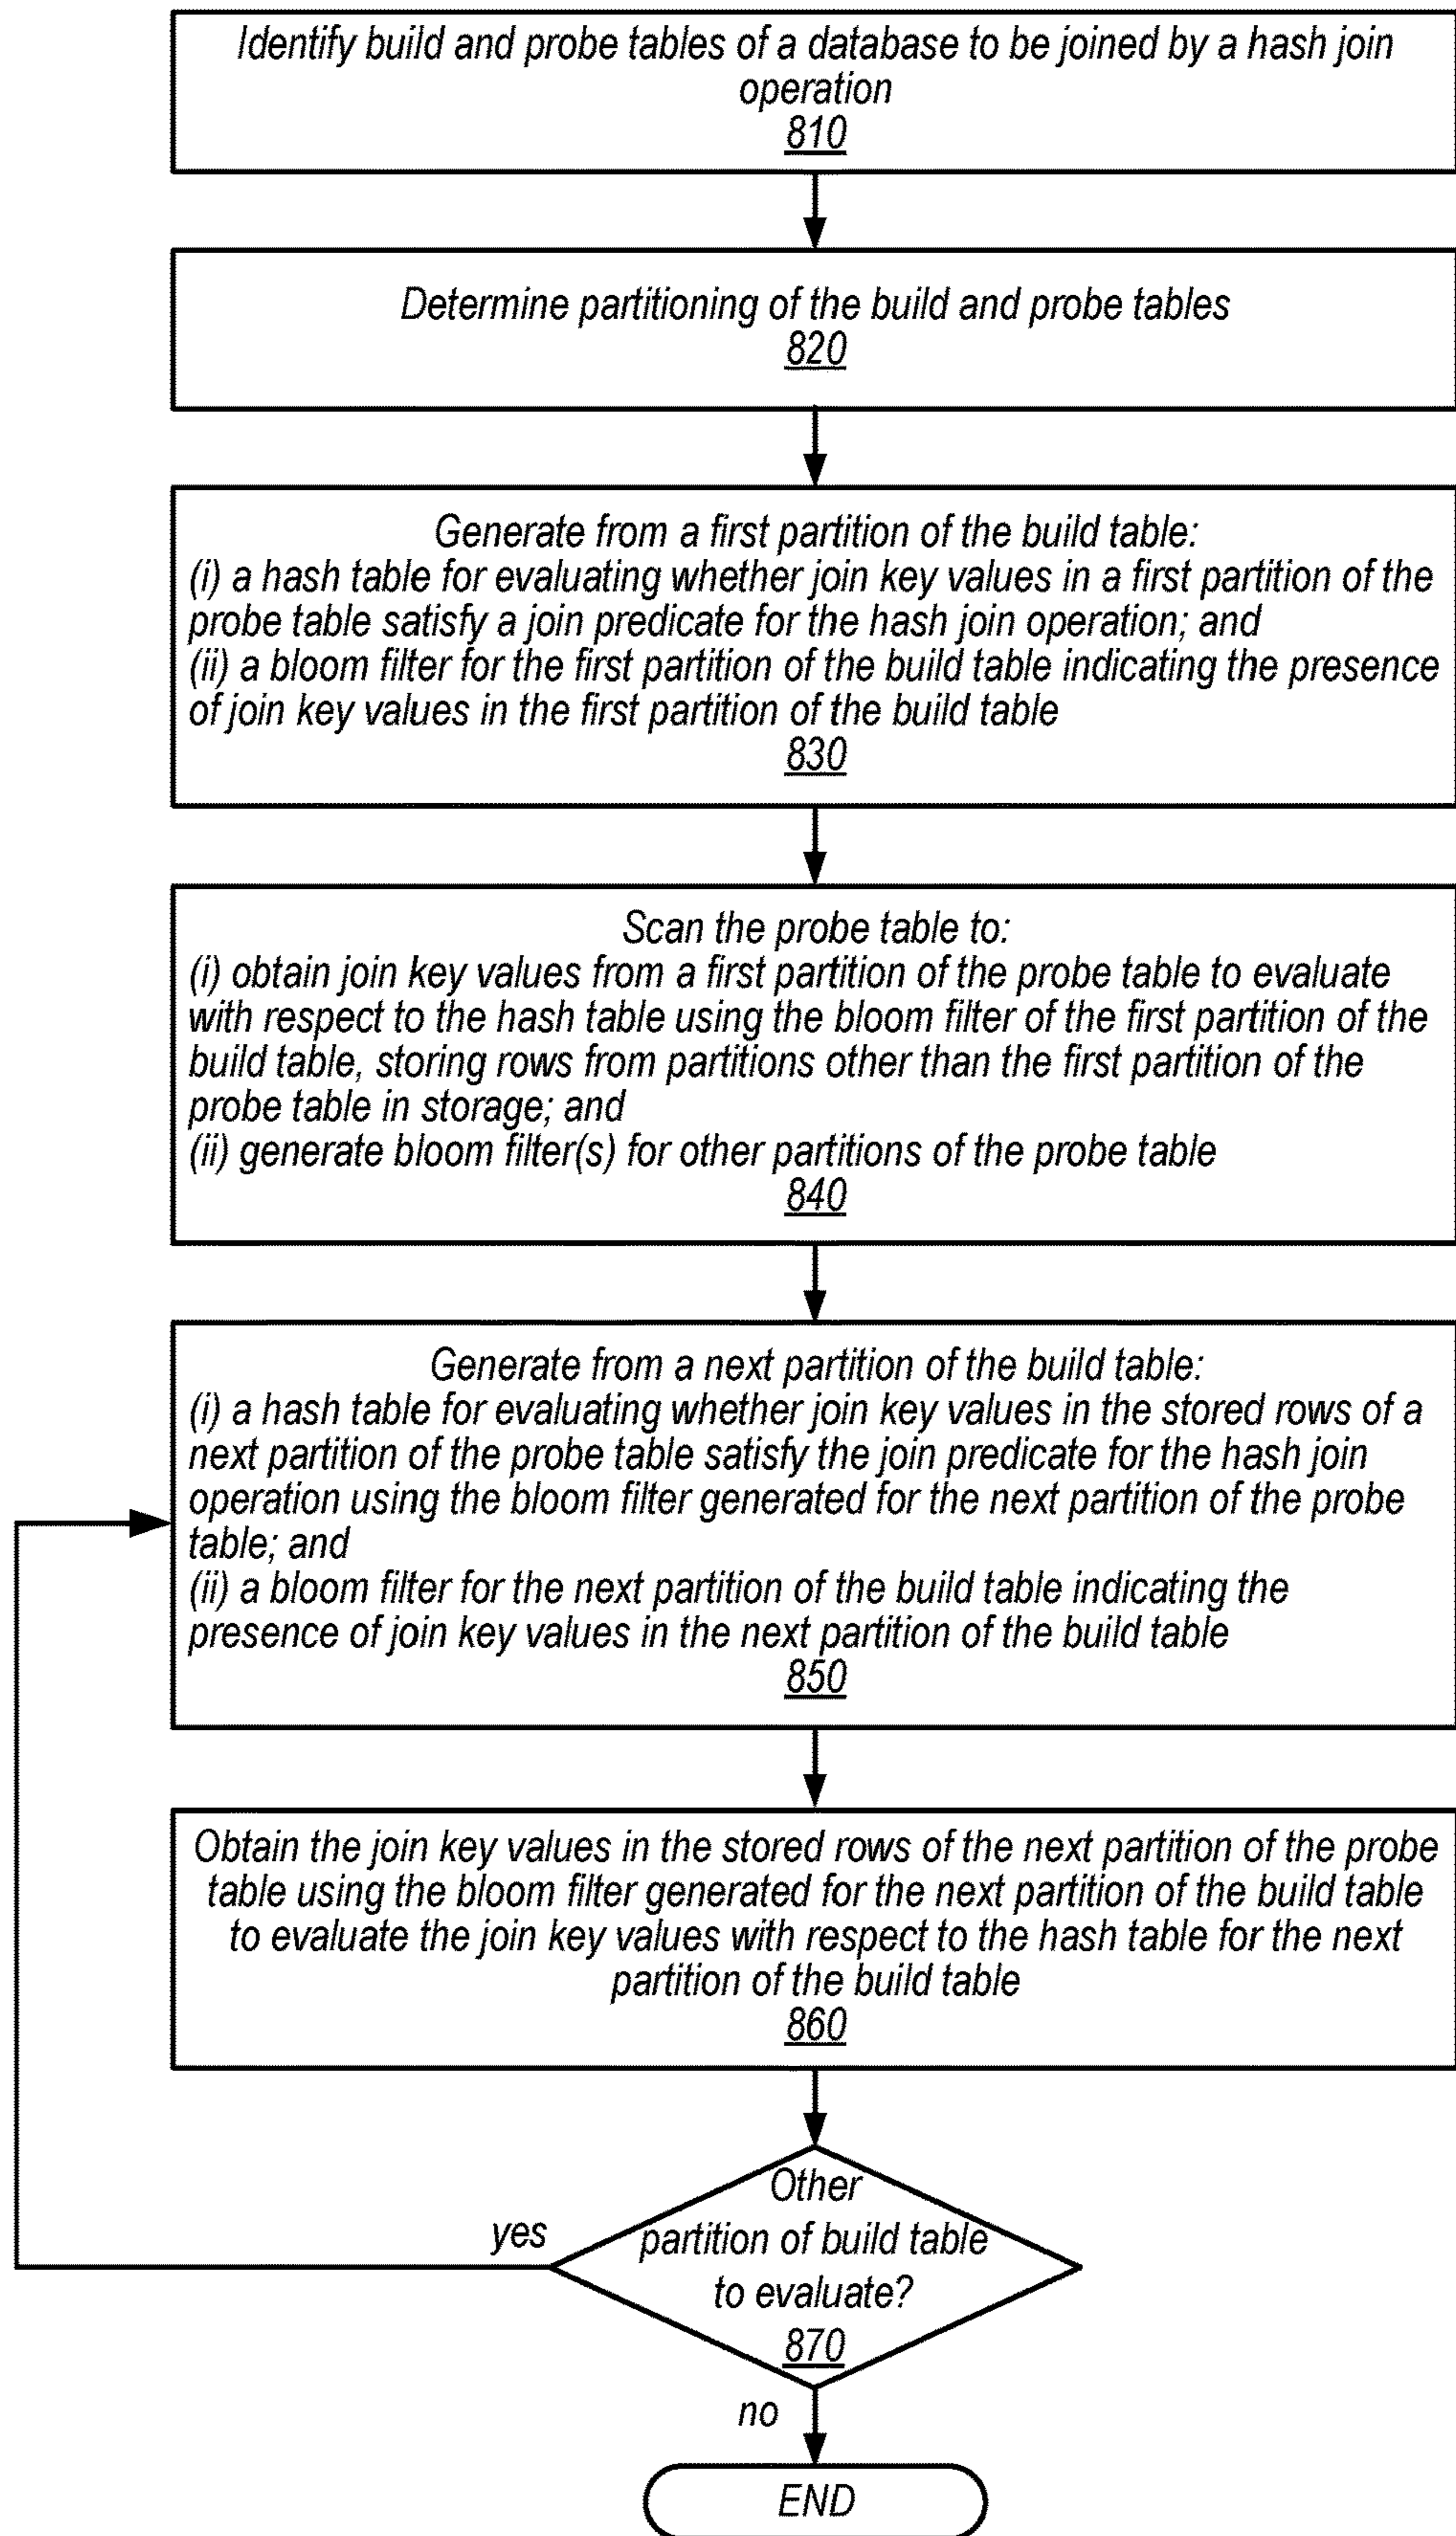 Identify build and probe tables of a database to be joined by a hash join
operation
810
Determine partitioning of the build and probe tables
820
Generate from a first partition of the build table:
(i) a hash table for evaluating whether join key values in a first partition of the
probe table satisfy a join predicate for the hash join operation; and
(ii) a bloom filter for the first partition of the build table indicating the presence
of join key values in the first partition of the build table
830
Scan the probe table to:
(i) obtain join key values from a first partition of the probe table to evaluate
with respect to the hash table using the bloom filter of the first partition of the
build table, storing rows from partitions other than the first partition of the
probe table in storage; and
(ii) generate bloom filter(s) for other partitions of the probe table
840
Generate from a next partition of the build table:
(i) a hash table for evaluating whether join key values in the stored rows of a
next partition of the probe table satisfy the join predicate for the hash join
operation using the bloom filter generated for the next partition of the probe
table; and
(ii) a bloom filter for the next partition of the build table indicating the
presence of join key values in the next partition of the build table
850
Obtain the join key values in the stored rows of the next partition of the probe
table using the bloom filter generated for the next partition of the build table
to evaluate the join key values with respect to the hash table for the next
partition of the build table
860
Other
yes
partition of build table
to evaluate?
870
no
END